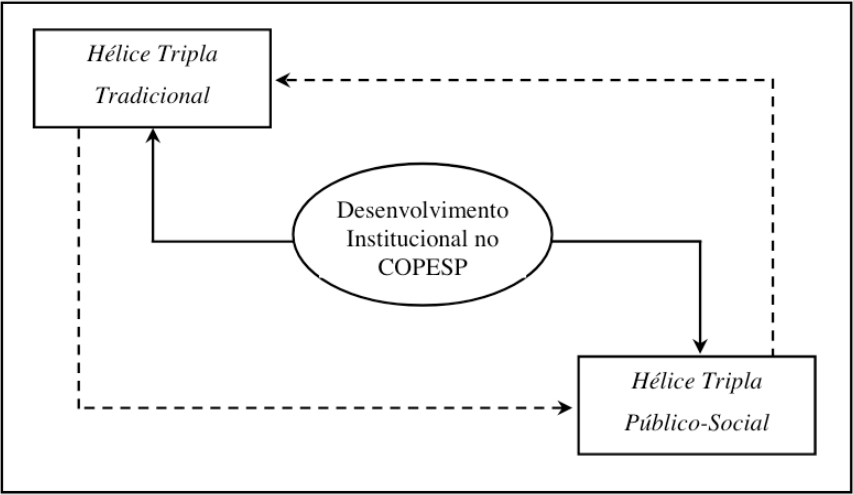 Hélice Tripla
Tradicional
Desenvolvimento
Institucional no
COPESP
Hélice Tripla
Público-Social